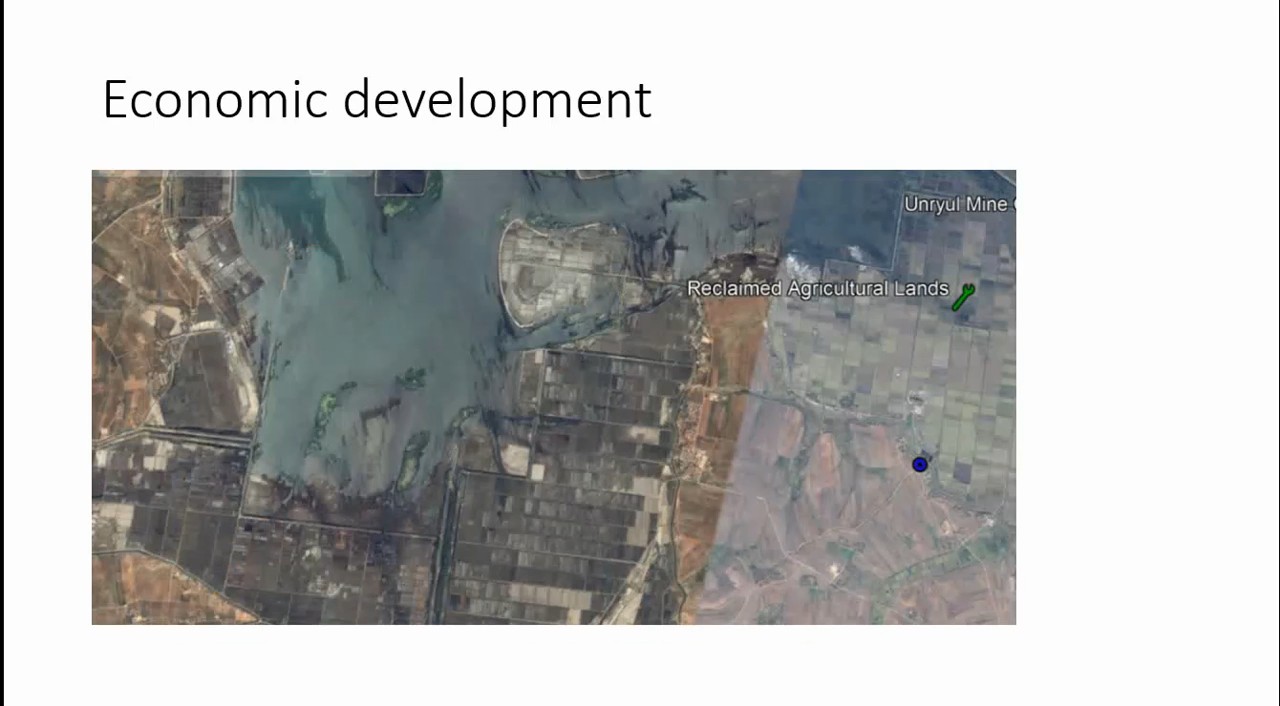 Economic development
Unryul Mine
Reclaimed Agricultural Lands